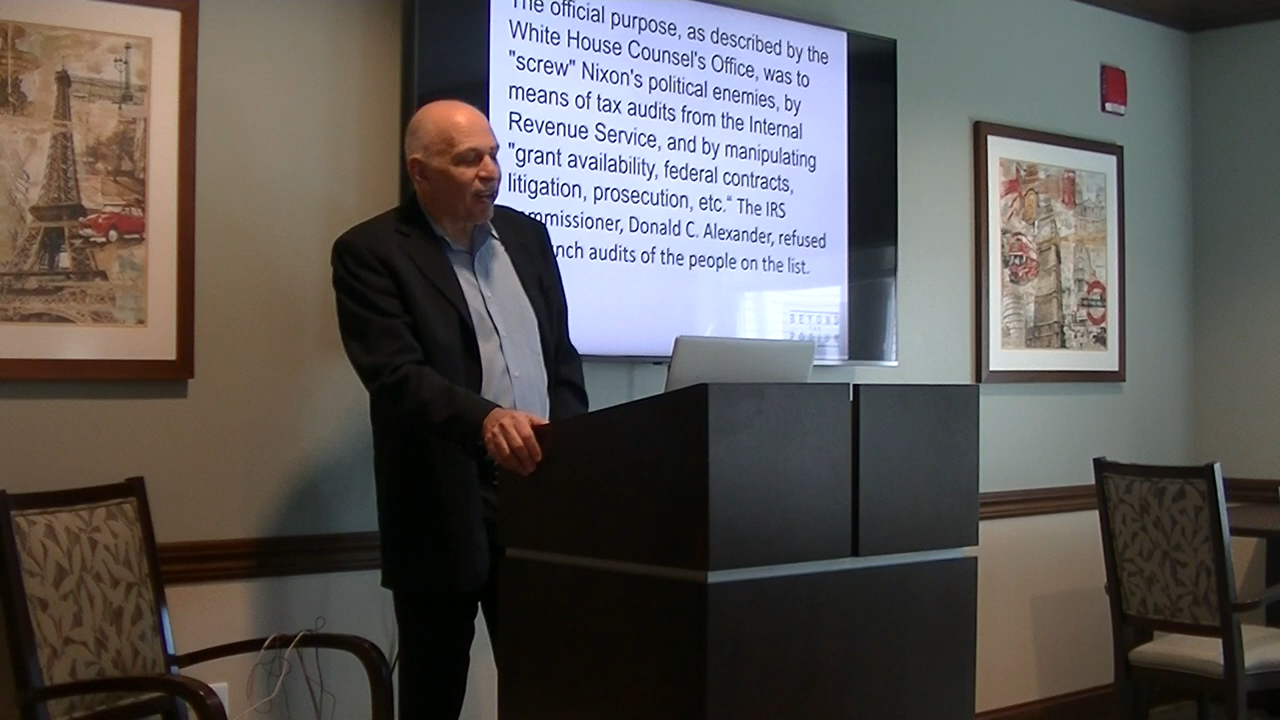 The official purpose, as described by the
White House Counsel's Office, was to
"screw" Nixon's political enemies, by
means of tax audits from the Internal
Revenue Service, and by manipulating
"grant availability, federal contracts,
litigation, prosecution, etc." The IRS
Donald C. Alexander, refused
audits of the people on the list.
BEYOND